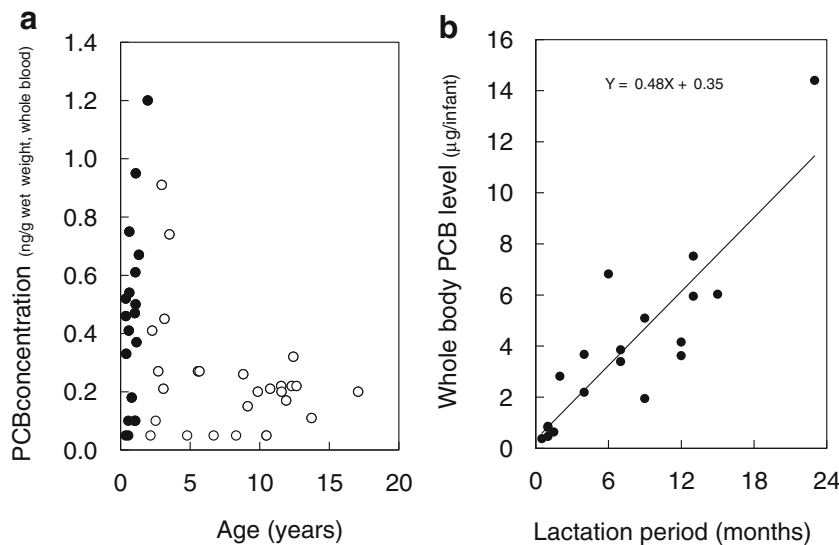 a
PCBconcentration (ng/g wet weight, whole blood)
1.4
1.2
1.0
0.8
0.6
0.4
0.2
0.0
0 5 10 15 20
Age (years)
b
Whole body PCB level (μg/infant)
16
14
12
10
8
6
4
2
0
Y = 0.48X + 0.35
0 6 12 18 24
Lactation period (months)